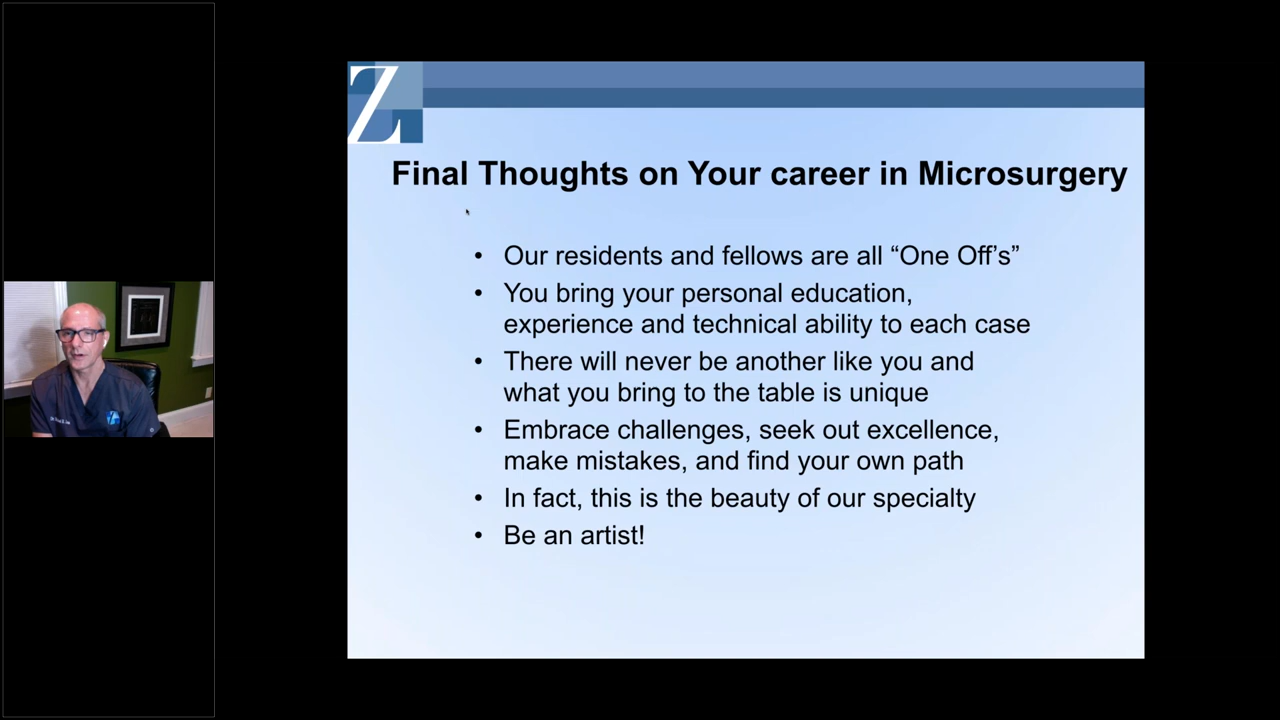 Z
Final Thoughts on Your career in Microsurgery
• Our residents and fellows are all “One Off’s”
• You bring your personal education,
experience and technical ability to each case
• There will never be another like you and
what you bring to the table is unique
• Embrace challenges, seek out excellence,
make mistakes, and find your own path
• In fact, this is the beauty of our specialty
• Be an artist!